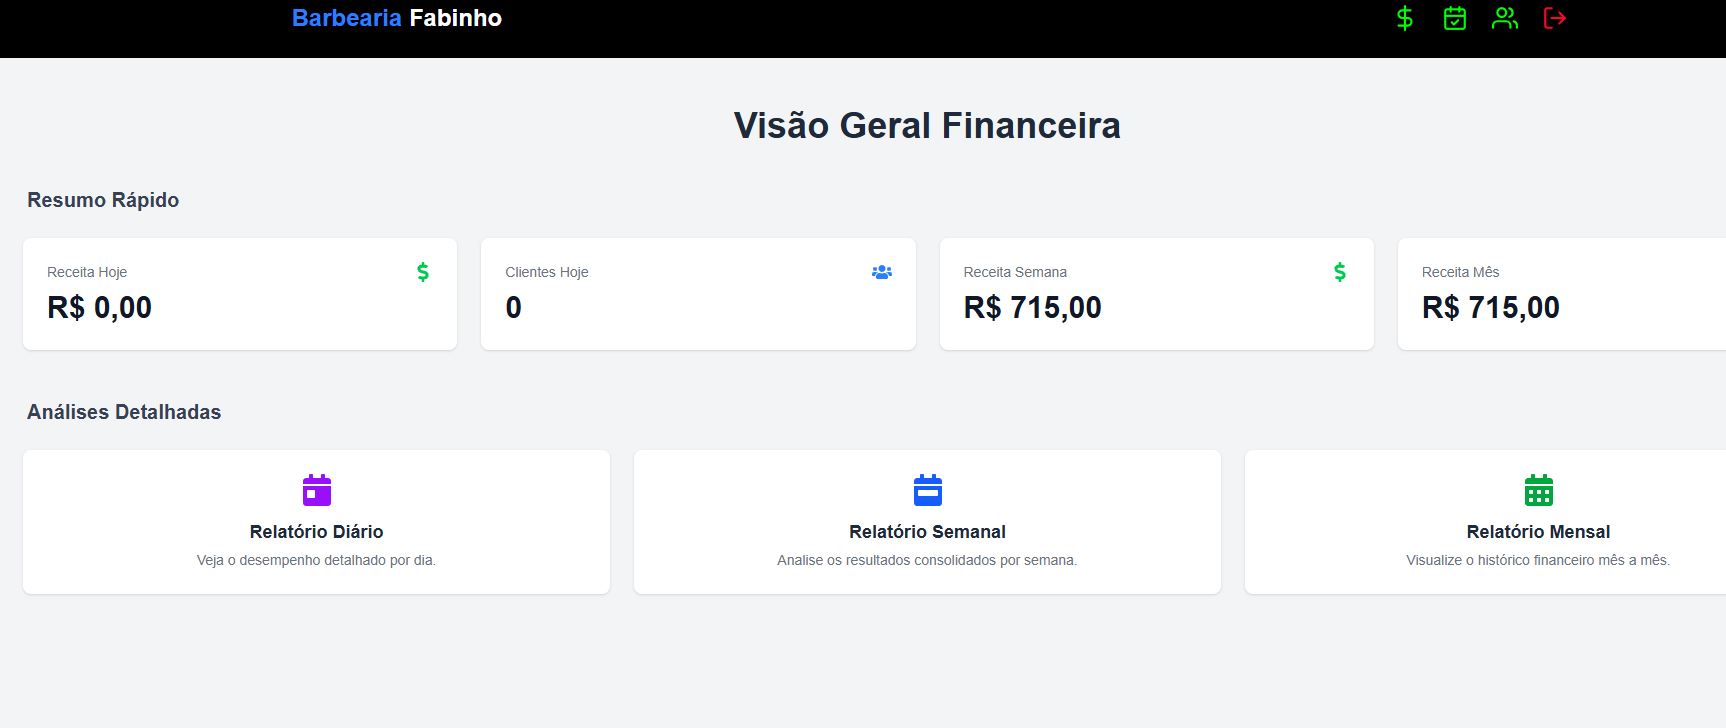 Barbearia Fabinho
Visão Geral Financeira
Resumo Rápido
Receita Hoje
R$ 0,00
Clientes Hoje
0
Receita Semana
R$ 715,00
Receita Mês
R$ 715,00
Análises Detalhadas
Relatório Diário
Veja o desempenho detalhado por dia.
Relatório Semanal
Analise os resultados consolidados por semana.
Relatório Mensal
Visualize o histórico financeiro mês a mês.